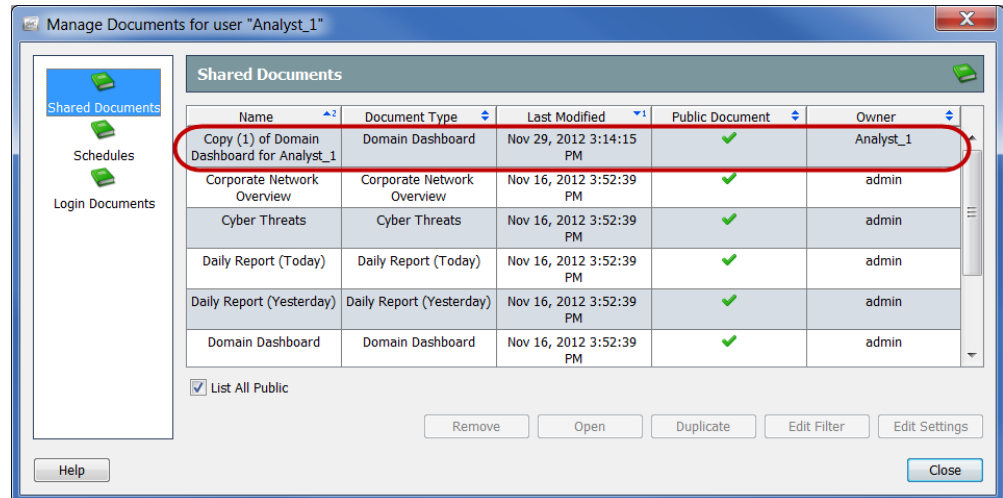 Manage Documents for user "Analyst_1"
Shared Documents
Schedules
Login Documents
Shared Documents
Name 2 Document Type Last Modified 1 Public Document Owner
Copy (1) of Domain Domain Dashboard Nov 29, 2012 3:14:15 Analyst_1
Dashboard for Analyst_1 PM
Corporate Network Corporate Network Nov 16, 2012 3:52:39 admin
Overview Overview PM
Cyber Threats Cyber Threats Nov 16, 2012 3:52:39 admin
PM
Daily Report (Today) Daily Report (Today) Nov 16, 2012 3:52:39 admin
PM
Daily Report (Yesterday) Daily Report (Yesterday) Nov 16, 2012 3:52:39 admin
PM
Domain Dashboard Domain Dashboard Nov 16, 2012 3:52:39 admin
PM
List All Public
Remove Open Duplicate Edit Filter Edit Settings
Help Close